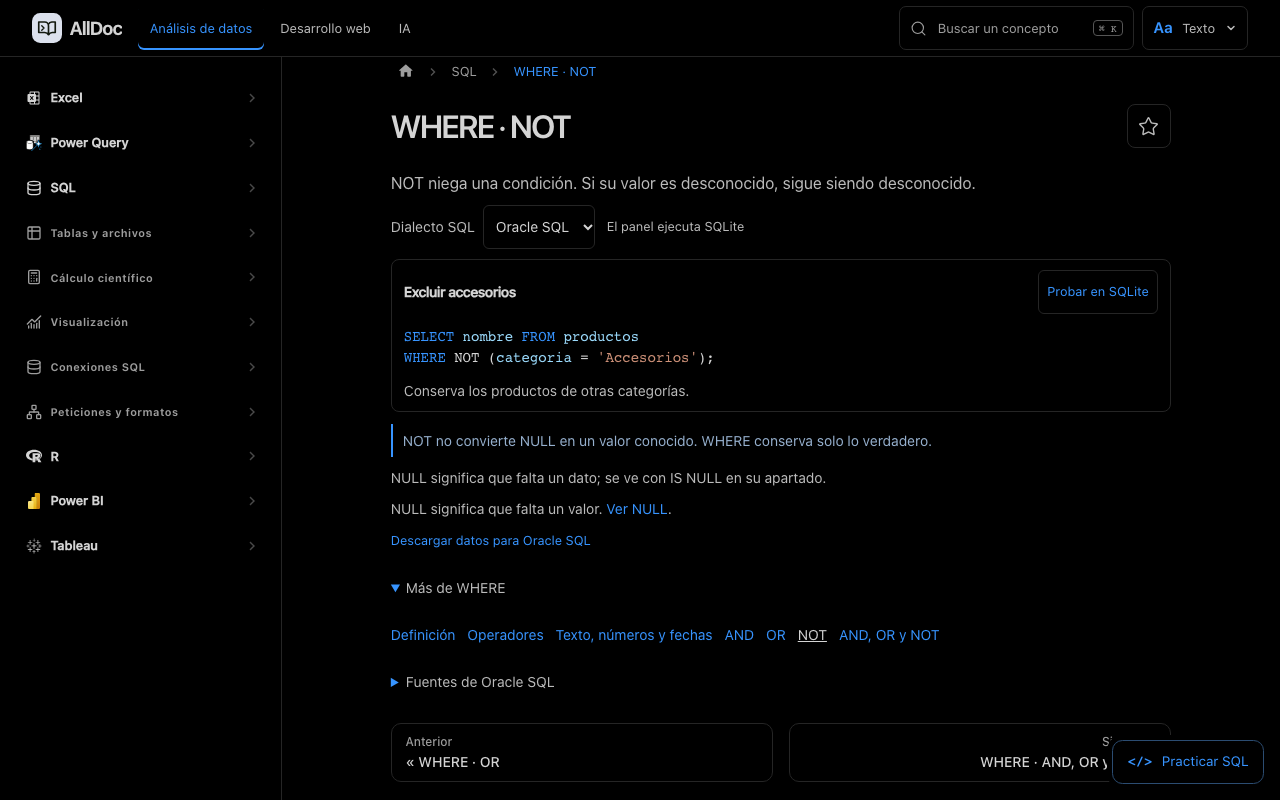 AllDoc
Análisis de datos
Desarrollo web
IA
Buscar un concepto
⌘ K
Aa Texto
Excel
Power Query
SQL
Tablas y archivos
Cálculo científico
Visualización
Conexiones SQL
Peticiones y formatos
R
Power BI
Tableau
SQL
WHERE · NOT
WHERE · NOT
NOT niega una condición. Si su valor es desconocido, sigue siendo desconocido.
Dialecto SQL
Oracle SQL
El panel ejecuta SQLite
Excluir accesorios
Probar en SQLite
SELECT nombre FROM productos
WHERE NOT (categoria = 'Accesorios');
Conserva los productos de otras categorías.
NOT no convierte NULL en un valor conocido. WHERE conserva solo lo verdadero.
NULL significa que falta un dato; se ve con IS NULL en su apartado.
NULL significa que falta un valor. Ver NULL.
Descargar datos para Oracle SQL
Más de WHERE
Definición Operadores Texto, números y fechas AND OR NOT AND, OR y NOT
Fuentes de Oracle SQL
Anterior
« WHERE · OR
WHERE · AND, OR y
</> Practicar SQL